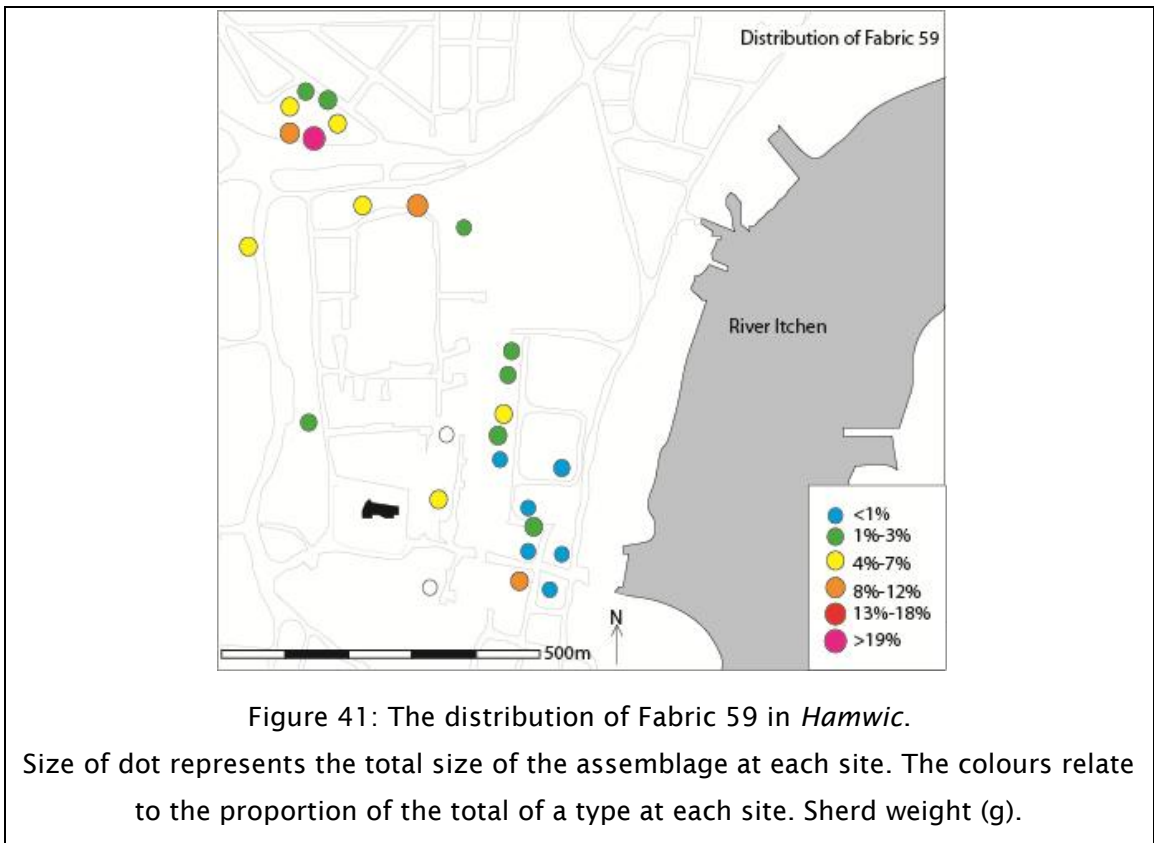 Distribution of Fabric 59
River Itchen
<1%
1%-3%
4%-7%
8%-12%
13%-18%
>19%
N
500m
Figure 41: The distribution of Fabric 59 in Hamwic.
Size of dot represents the total size of the assemblage at each site. The colours relate
to the proportion of the total of a type at each site. Sherd weight (g).